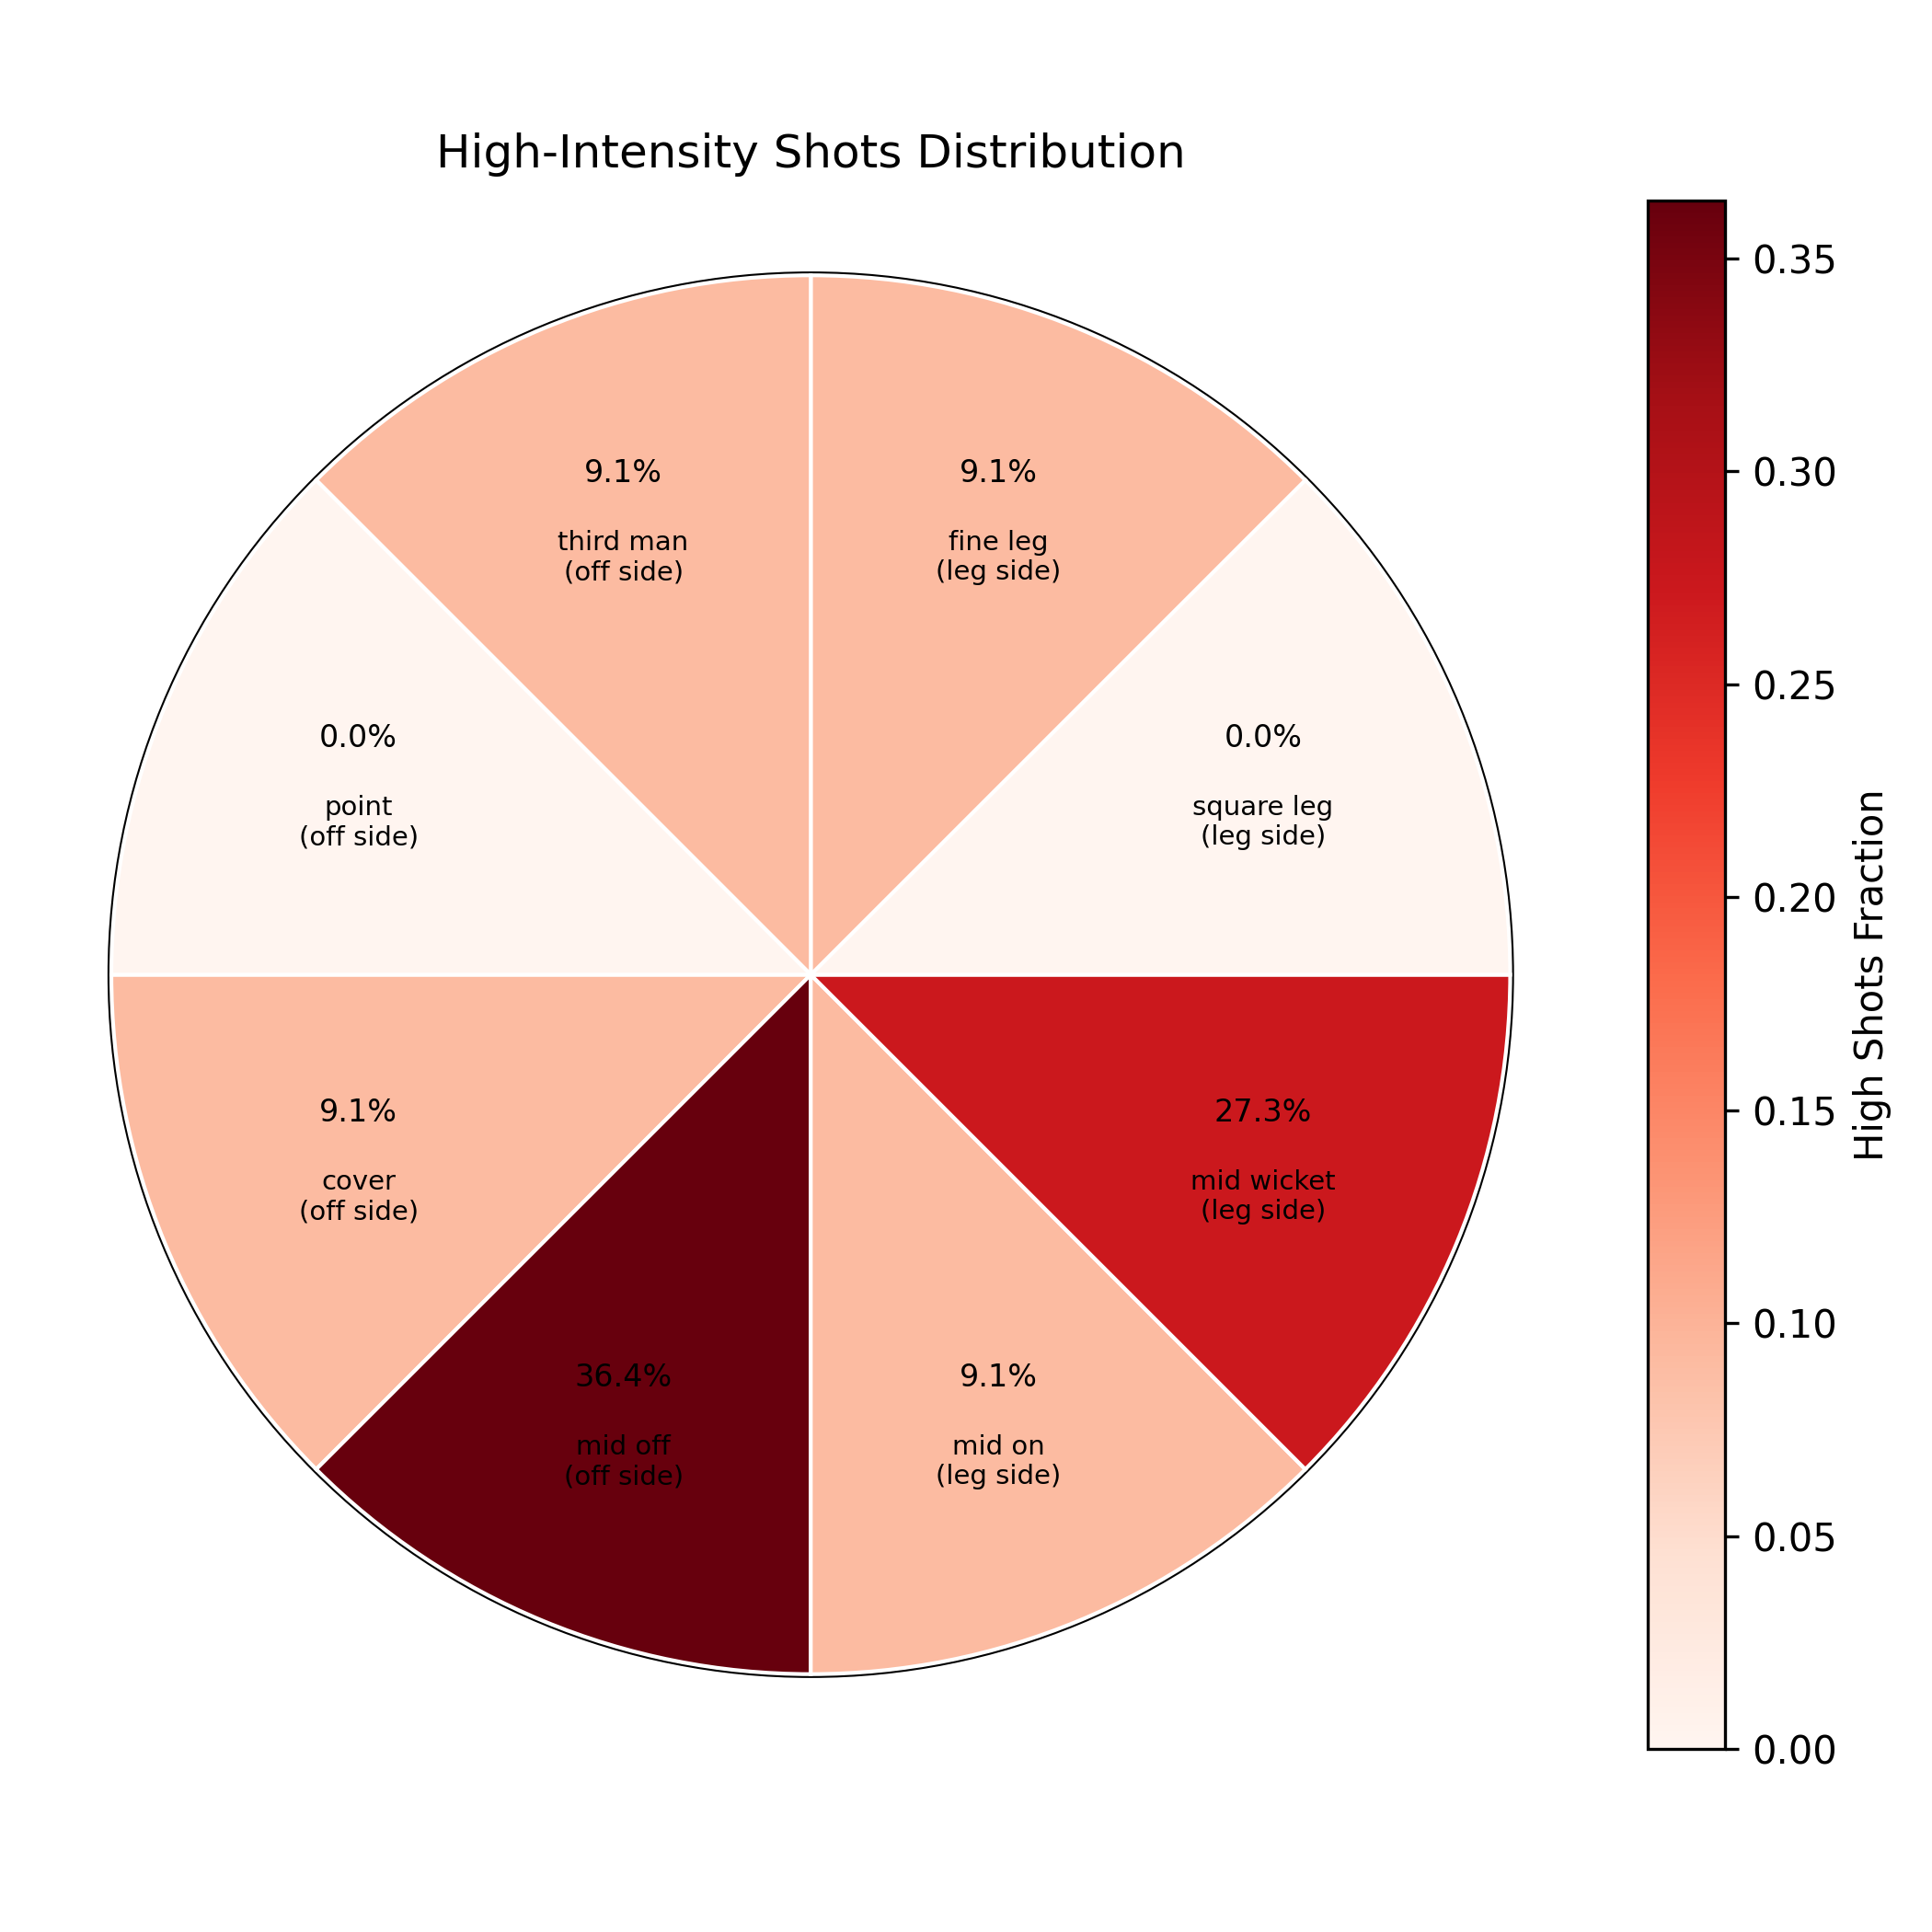 High-Intensity Shots Distribution
9.1%
third man
(off side)
9.1%
fine leg
(leg side)
0.0%
point
(off side)
0.0%
square leg
(leg side)
9.1%
cover
(off side)
27.3%
mid wicket
(leg side)
36.4%
mid off
(off side)
9.1%
mid on
(leg side)
0.35
0.30
0.25
0.20
0.15
0.10
0.05
0.00
High Shots Fraction